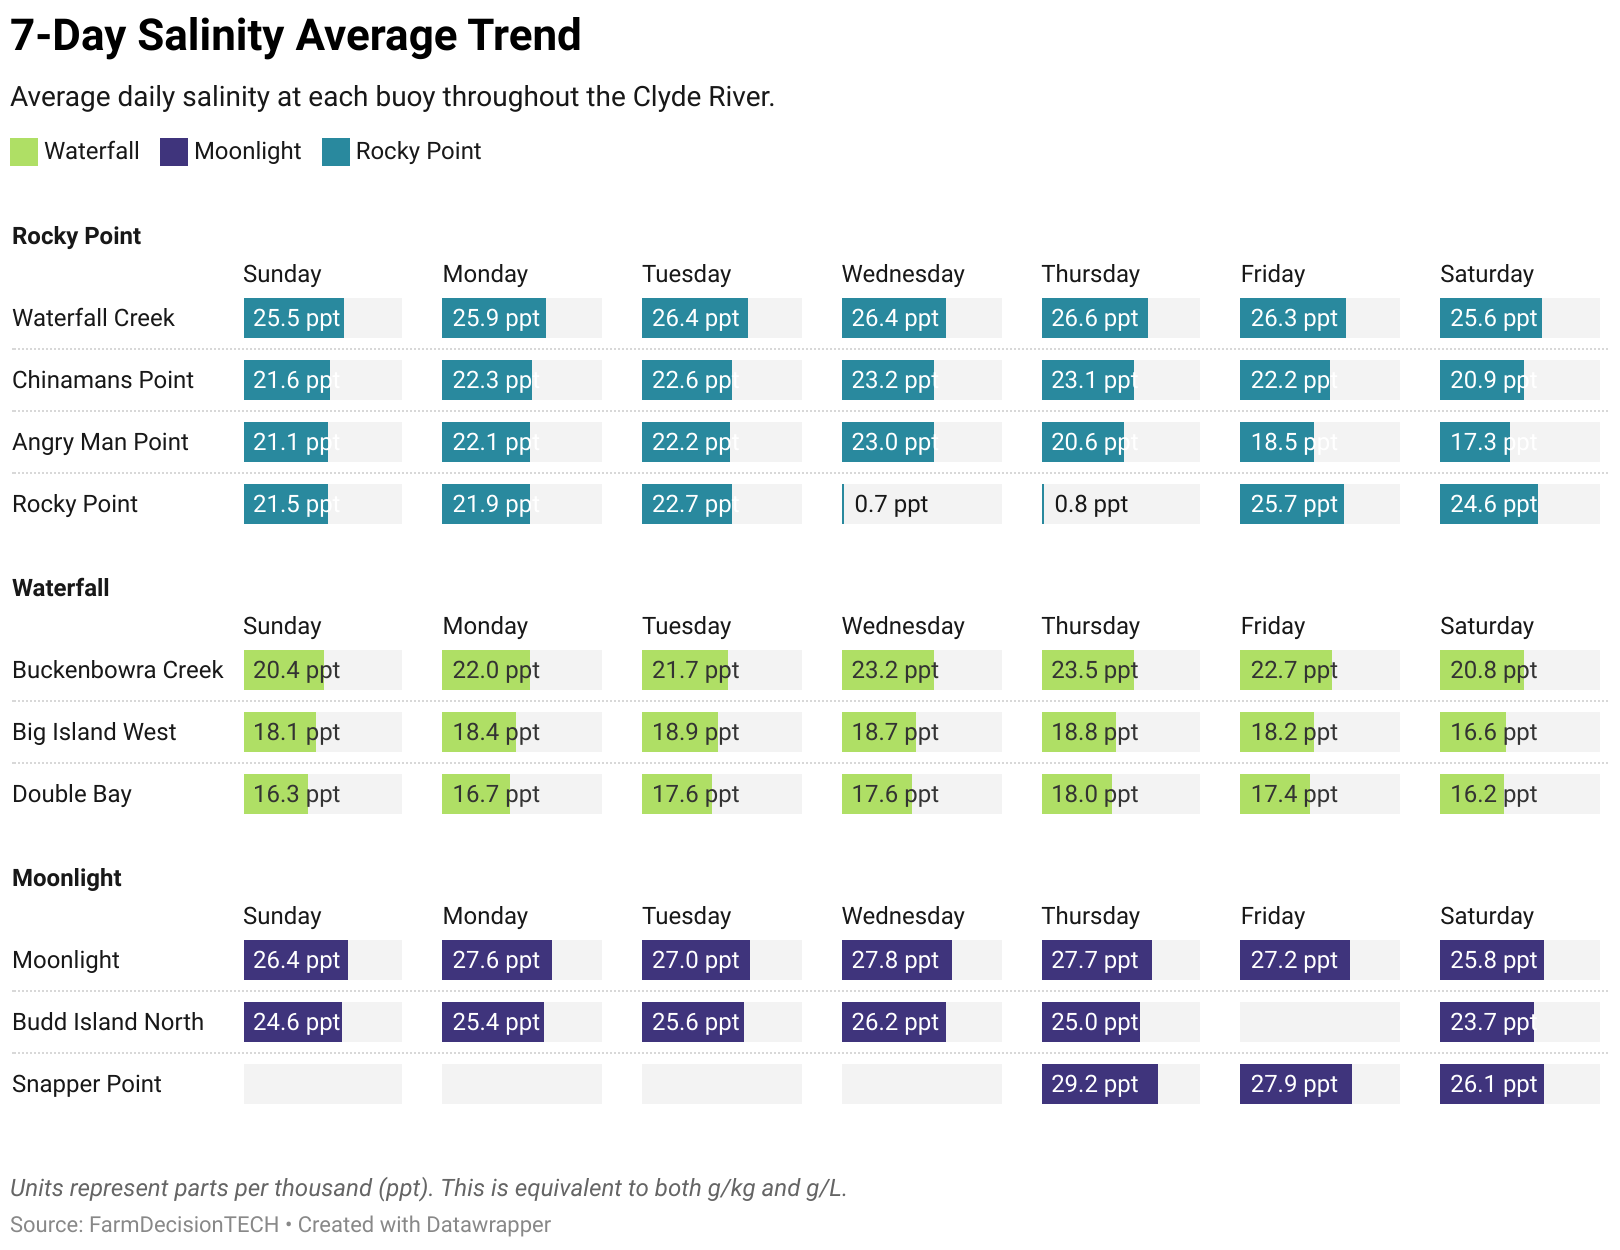 7-Day Salinity Average Trend
Average daily salinity at each buoy throughout the Clyde River.
Waterfall Moonlight Rocky Point
Rocky Point
Sunday Monday Tuesday Wednesday Thursday Friday Saturday
Waterfall Creek 25.5 ppt 25.9 ppt 26.4 ppt 26.4 ppt 26.6 ppt 26.3 ppt 25.6 ppt
Chinamans Point 21.6 ppt 22.3 ppt 22.6 ppt 23.2 ppt 23.1 ppt 22.2 ppt 20.9 ppt
Angry Man Point 21.1 ppt 22.1 ppt 22.2 ppt 23.0 ppt 20.6 ppt 18.5 ppt 17.3 ppt
Rocky Point 21.5 ppt 21.9 ppt 22.7 ppt 0.7 ppt 0.8 ppt 25.7 ppt 24.6 ppt
Waterfall
Sunday Monday Tuesday Wednesday Thursday Friday Saturday
Buckenbowra Creek 20.4 ppt 22.0 ppt 21.7 ppt 23.2 ppt 23.5 ppt 22.7 ppt 20.8 ppt
Big Island West 18.1 ppt 18.4 ppt 18.9 ppt 18.7 ppt 18.8 ppt 18.2 ppt 16.6 ppt
Double Bay 16.3 ppt 16.7 ppt 17.6 ppt 17.6 ppt 18.0 ppt 17.4 ppt 16.2 ppt
Moonlight
Sunday Monday Tuesday Wednesday Thursday Friday Saturday
Moonlight 26.4 ppt 27.6 ppt 27.0 ppt 27.8 ppt 27.7 ppt 27.2 ppt 25.8 ppt
Budd Island North 24.6 ppt 25.4 ppt 25.6 ppt 26.2 ppt 25.0 ppt 23.7 ppt
Snapper Point 29.2 ppt 27.9 ppt 26.1 ppt
Units represent parts per thousand (ppt). This is equivalent to both g/kg and g/L.
Source: FarmDecisionTECH • Created with Datawrapper